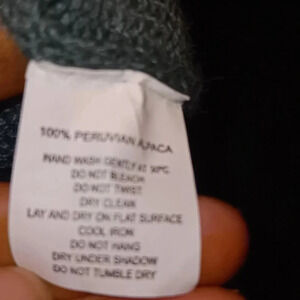 100% PERUVIAN ALPACA
HAND WASH GENTLY AT 30ºC
DO NOT BLEACH
DO NOT TWIST
DRY CLEAN
LAY AND DRY ON FLAT SURFACE
COOL IRON
DO NOT HANG
DRY UNDER SHADOW
DO NOT TUMBLE DRY